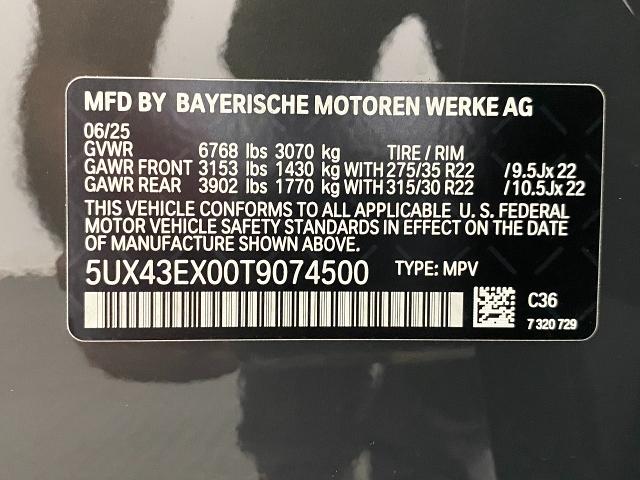 MFD BY BAYERISCHE MOTOREN WERKE AG
06/25
GVWR 6768 lbs 3070 kg TIRE / RIM
GAWR FRONT 3153 lbs 1430 kg WITH 275/35 R22 /9.5Jx22
GAWR REAR 3902 lbs 1770 kg WITH 315/30 R22 /10.5Jx22
THIS VEHICLE CONFORMS TO ALL APPLICABLE U. S. FEDERAL
MOTOR VEHICLE SAFETY STANDARDS IN EFFECT ON THE DATE
OF MANUFACTURE SHOWN ABOVE.
5UX43EX00T9074500 TYPE: MPV
C36
7 320 729